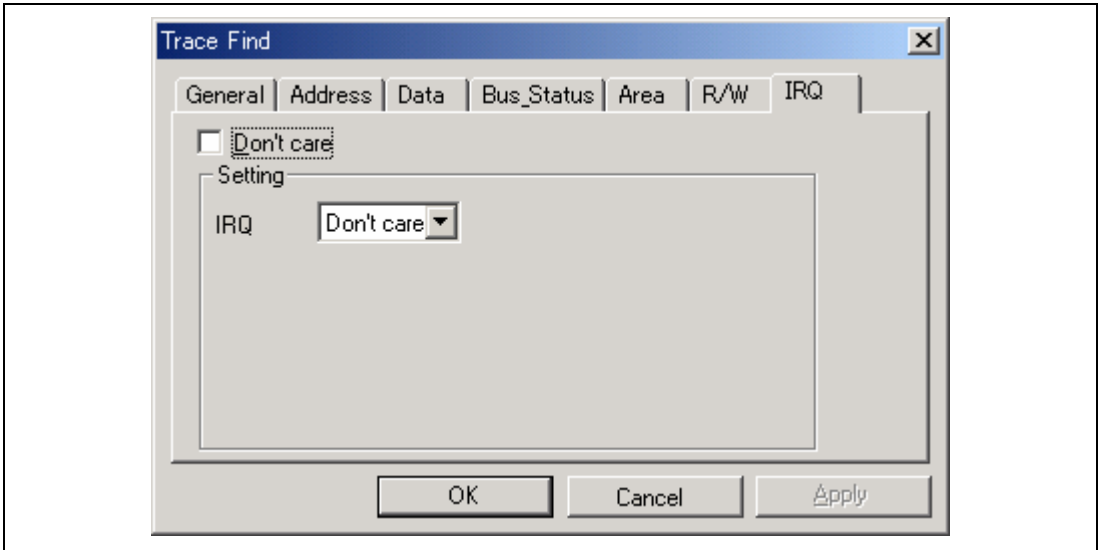 Trace Find
General Address Data Bus_Status Area R/W IRQ
Don't care
Setting
IRQ Don't care
OK Cancel Apply